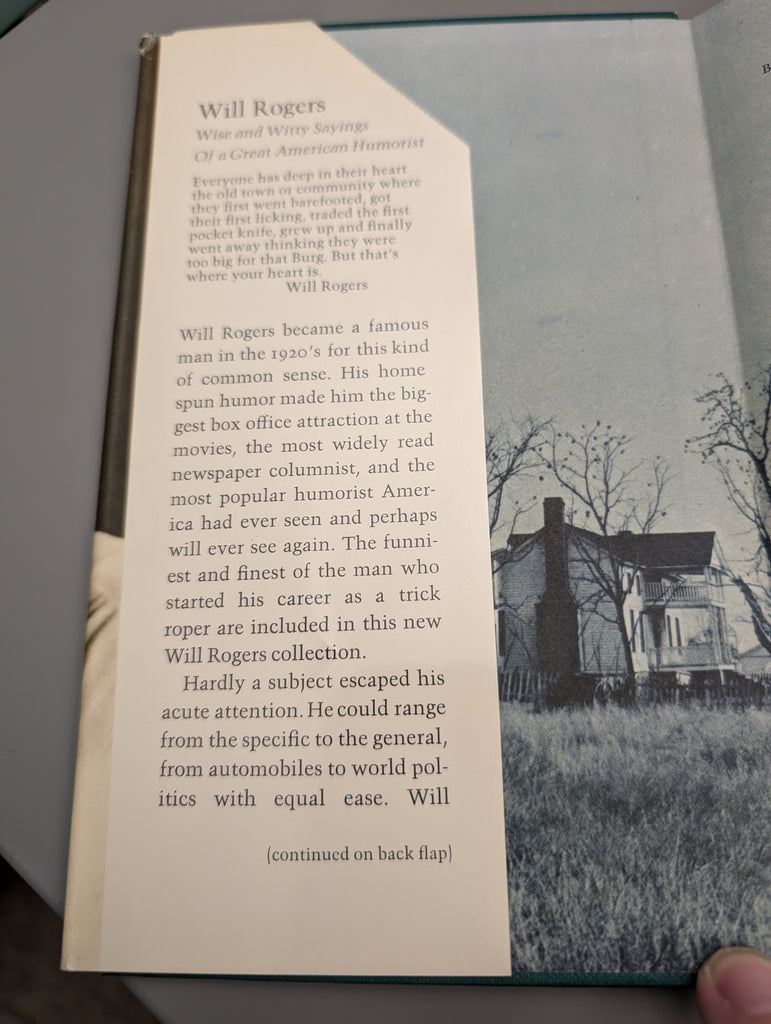 Will Rogers
Wise and Witty Sayings
Of a Great American Humorist
Everyone has deep in their heart
the old town or community where
they first went barefooted, got
their first licking, traded the first
pocket knife, grew up and finally
went away thinking they were
too big for that Burg. But that's
where your heart is.
Will Rogers
Will Rogers became a famous
man in the 1920's for this kind
of common sense. His home
spun humor made him the big-
gest box office attraction at the
movies, the most widely read
newspaper columnist, and the
most popular humorist Amer-
ica had ever seen and perhaps
will ever see again. The funni-
est and finest of the man who
started his career as a trick
roper are included in this new
Will Rogers collection.
Hardly a subject escaped his
acute attention. He could range
from the specific to the general,
from automobiles to world pol-
itics with equal ease. Will
(continued on back flap)